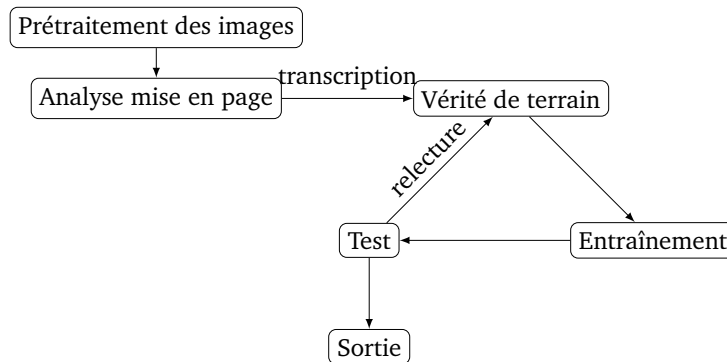 Prétraitement des images
transcription
Analyse mise en page
Vérité de terrain
relecture
Test
Entraînement
Sortie